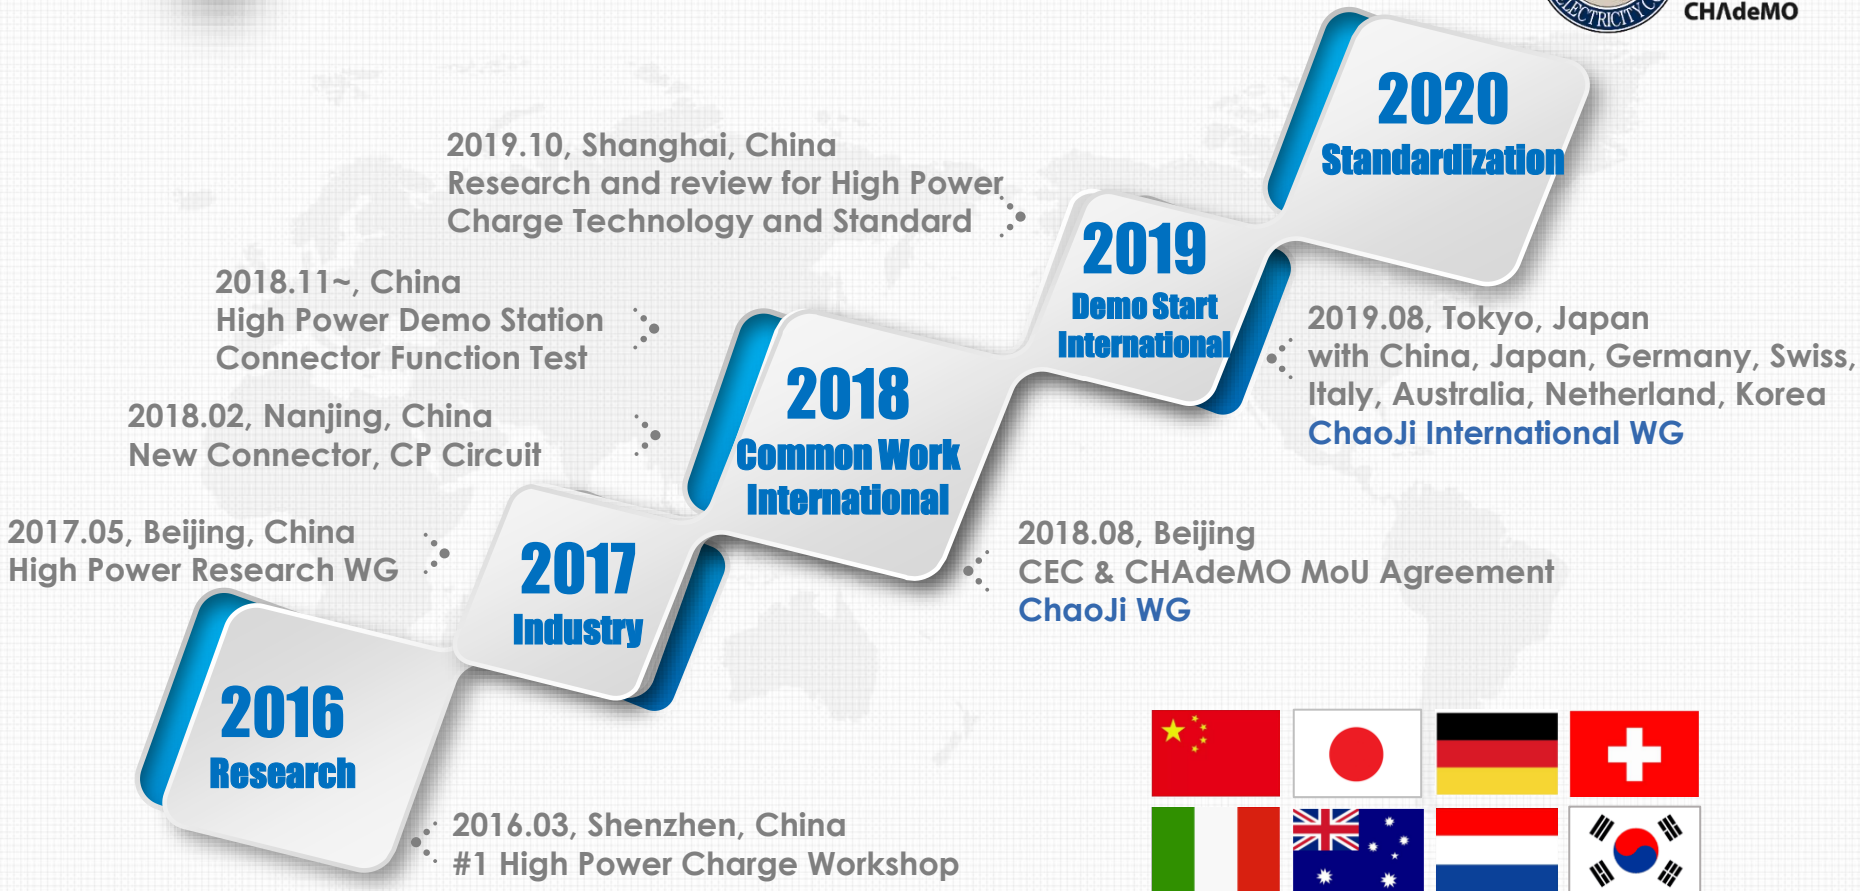 ELECTRICITY CO
CHAdeMO
2020
Standardization
2019.10, Shanghai, China
Research and review for High Power
Charge Technology and Standard
2019
Demo Start
International
2018.11~, China
High Power Demo Station
Connector Function Test
2019.08, Tokyo, Japan
with China, Japan, Germany, Swiss,
Italy, Australia, Netherland, Korea
ChaoJi International WG
2018
Common Work
International
2018.02, Nanjing, China
New Connector, CP Circuit
2017.05, Beijing, China
High Power Research WG
2017
Industry
2018.08, Beijing
CEC & CHAdeMO MoU Agreement
ChaoJi WG
2016
Research
2016.03, Shenzhen, China
#1 High Power Charge Workshop